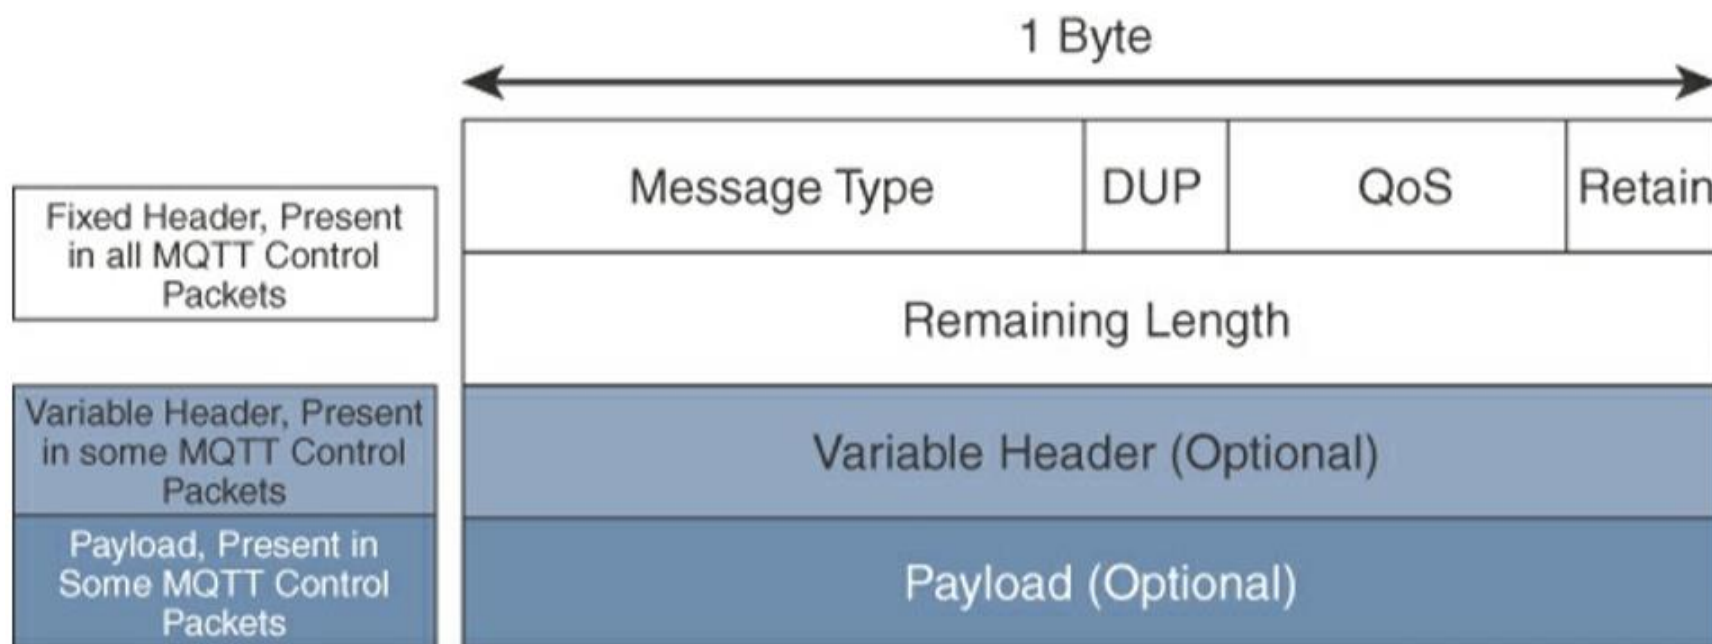 1 Byte
Message Type DUP QoS Retain
Fixed Header, Present
in all MQTT Control
Packets
Remaining Length
Variable Header, Present
in some MQTT Control
Packets
Variable Header (Optional)
Payload, Present in
Some MQTT Control
Packets
Payload (Optional)